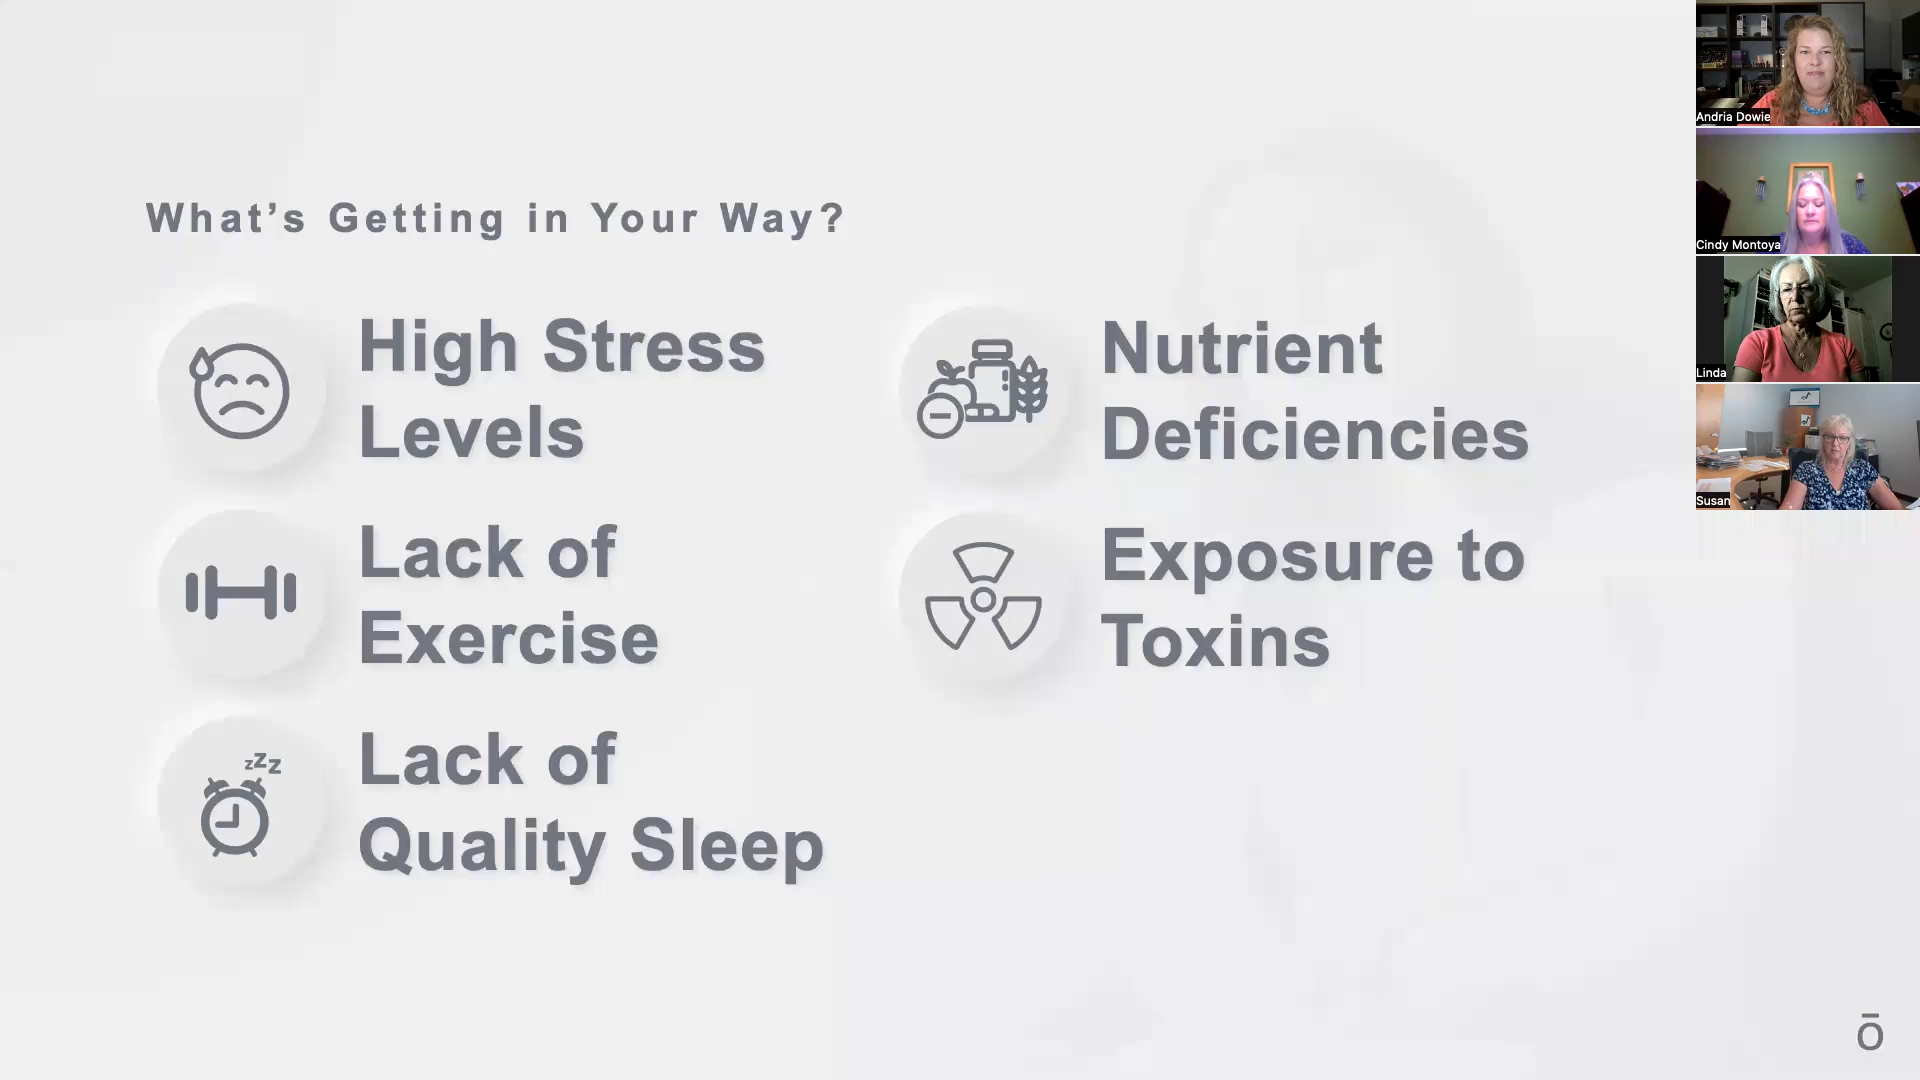 What's Getting in Your Way?
High Stress
Levels
Lack of
Exercise
zzz
Lack of
Quality Sleep
Nutrient
Deficiencies
Exposure to
Toxins
Andria Dowie
Cindy Montoya
Linda
Susan
ō